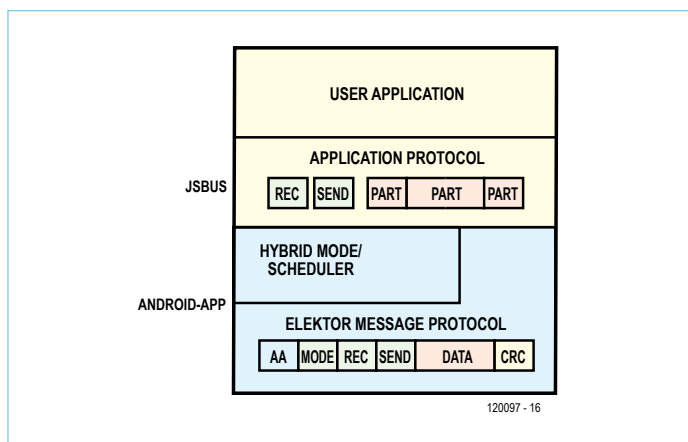 USER APPLICATION
APPLICATION PROTOCOL
JSBUS
REC SEND PART PART PART
HYBRID MODE/
SCHEDULER
ANDROID-APP
ELEKTOR MESSAGE PROTOCOL
AA MODE REC SEND DATA CRC
120097 - 16